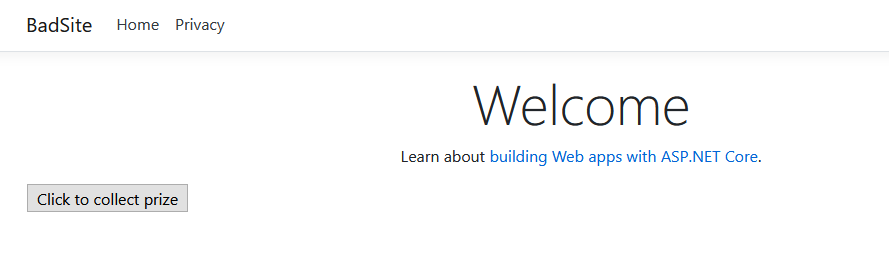 BadSite Home Privacy
Welcome
Learn about building Web apps with ASP.NET Core.
Click to collect prize